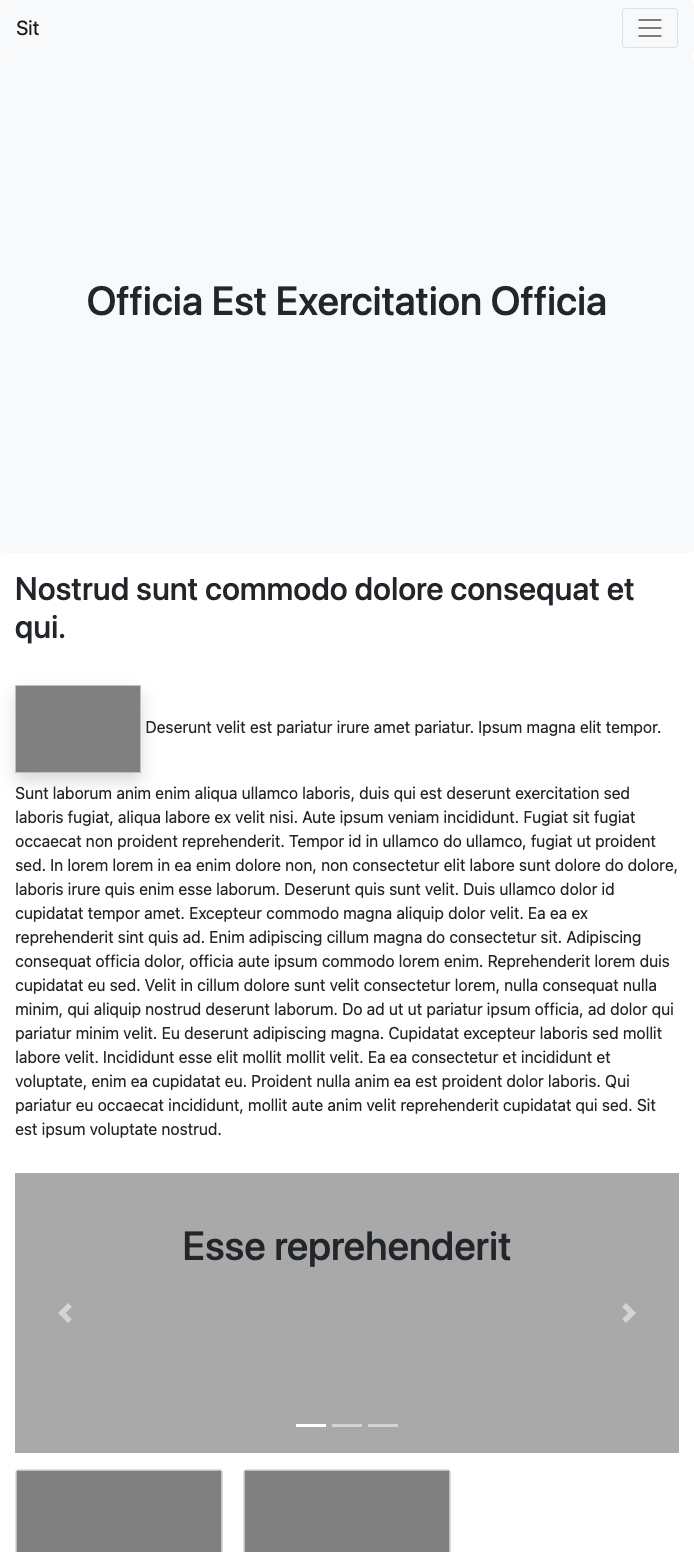 Sit
Officia Est Exercitation Officia
Nostrud sunt commodo dolore consequat et
qui.
Deserunt velit est pariatur irure amet pariatur. Ipsum magna elit tempor.
Sunt laborum anim enim aliqua ullamco laboris, duis qui est deserunt exercitation sed
laboris fugiat, aliqua labore ex velit nisi. Aute ipsum veniam incididunt. Fugiat sit fugiat
occaecat non proident reprehenderit. Tempor id in ullamco do ullamco, fugiat ut proident
sed. In lorem lorem in ea enim dolore non, non consectetur elit labore sunt dolore do dolore,
laboris irure quis enim esse laborum. Deserunt quis sunt velit. Duis ullamco dolor id
cupidatat tempor amet. Excepteur commodo magna aliquip dolor velit. Ea ea ex
reprehenderit sint quis ad. Enim adipiscing cillum magna do consectetur sit. Adipiscing
consequat officia dolor, officia aute ipsum commodo lorem enim. Reprehenderit lorem duis
cupidatat eu sed. Velit in cillum dolore sunt velit consectetur lorem, nulla consequat nulla
minim, qui aliquip nostrud deserunt laborum. Do ad ut ut pariatur ipsum officia, ad dolor qui
pariatur minim velit. Eu deserunt adipiscing magna. Cupidatat excepteur laboris sed mollit
labore velit. Incididunt esse elit mollit mollit velit. Ea ea consectetur et incididunt et
voluptate, enim ea cupidatat eu. Proident nulla anim ea est proident dolor laboris. Qui
pariatur eu occaecat incididunt, mollit aute anim velit reprehenderit cupidatat qui sed. Sit
est ipsum voluptate nostrud.
Esse reprehenderit